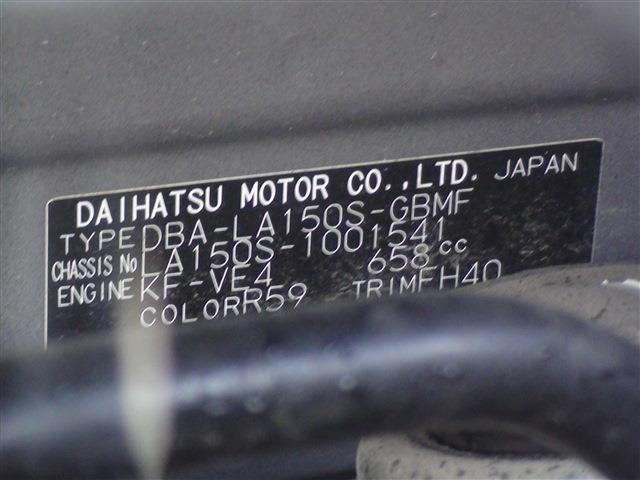 DAIHATSU MOTOR CO.,LTD. JAPAN
TYPE DBA-LA150S-GBMF
CHASSIS No LA150S-1001541
ENGINE KF-VE4 658cc
COLOR R59 TRIM FH40